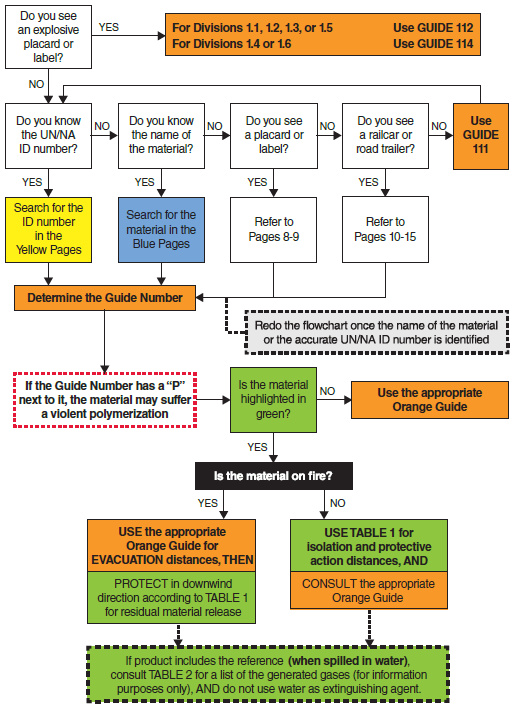 Do you see
an explosive
placard or
label?
YES
For Divisions 1.1, 1.2, 1.3, or 1.5 Use GUIDE 112
For Divisions 1.4 or 1.6 Use GUIDE 114
NO
Do you know
the UN/NA
ID number?
NO
Do you know
the name of
the material?
NO
Do you see
a placard or
label?
NO
Do you see
a railcar or
road trailer?
NO
Use
GUIDE
111
YES
YES
YES
YES
Search for the
ID number
in the
Yellow Pages
Search for the
material in the
Blue Pages
Refer to
Pages 8-9
Refer to
Pages 10-15
Determine the Guide Number
Redo the flowchart once the name of the material
or the accurate UN/NA ID number is identified
If the Guide Number has a “P”
next to it, the material may suffer
a violent polymerization
Is the material
highlighted in
green?
NO
Use the appropriate
Orange Guide
YES
Is the material on fire?
YES
NO
USE the appropriate
Orange Guide for
EVACUATION distances, THEN
PROTECT in downwind
direction according to TABLE 1
for residual material release
USE TABLE 1 for
isolation and protective
action distances, AND
CONSULT the appropriate
Orange Guide
If product includes the reference (when spilled in water),
consult TABLE 2 for a list of the generated gases (for information
purposes only), AND do not use water as extinguishing agent.